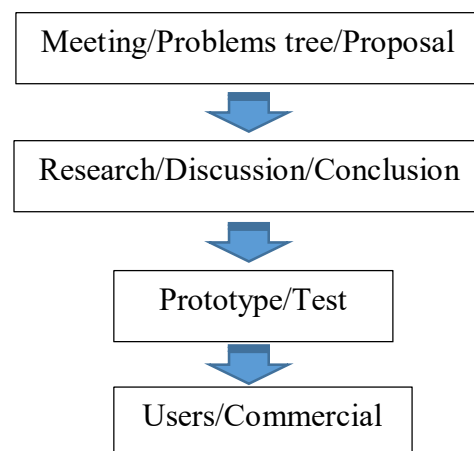 Meeting/Problems tree/Proposal
Research/Discussion/Conclusion
Prototype/Test
Users/Commercial